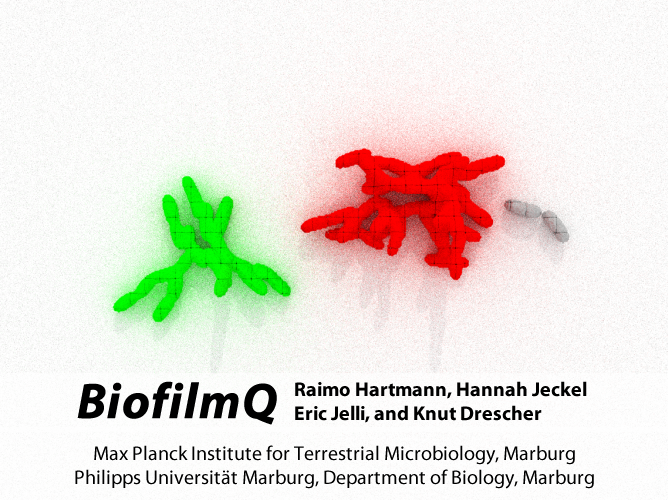 BiofilmQ
Raimo Hartmann, Hannah Jeckel
Eric Jelli, and Knut Drescher
Max Planck Institute for Terrestrial Microbiology, Marburg
Philipps Universität Marburg, Department of Biology, Marburg